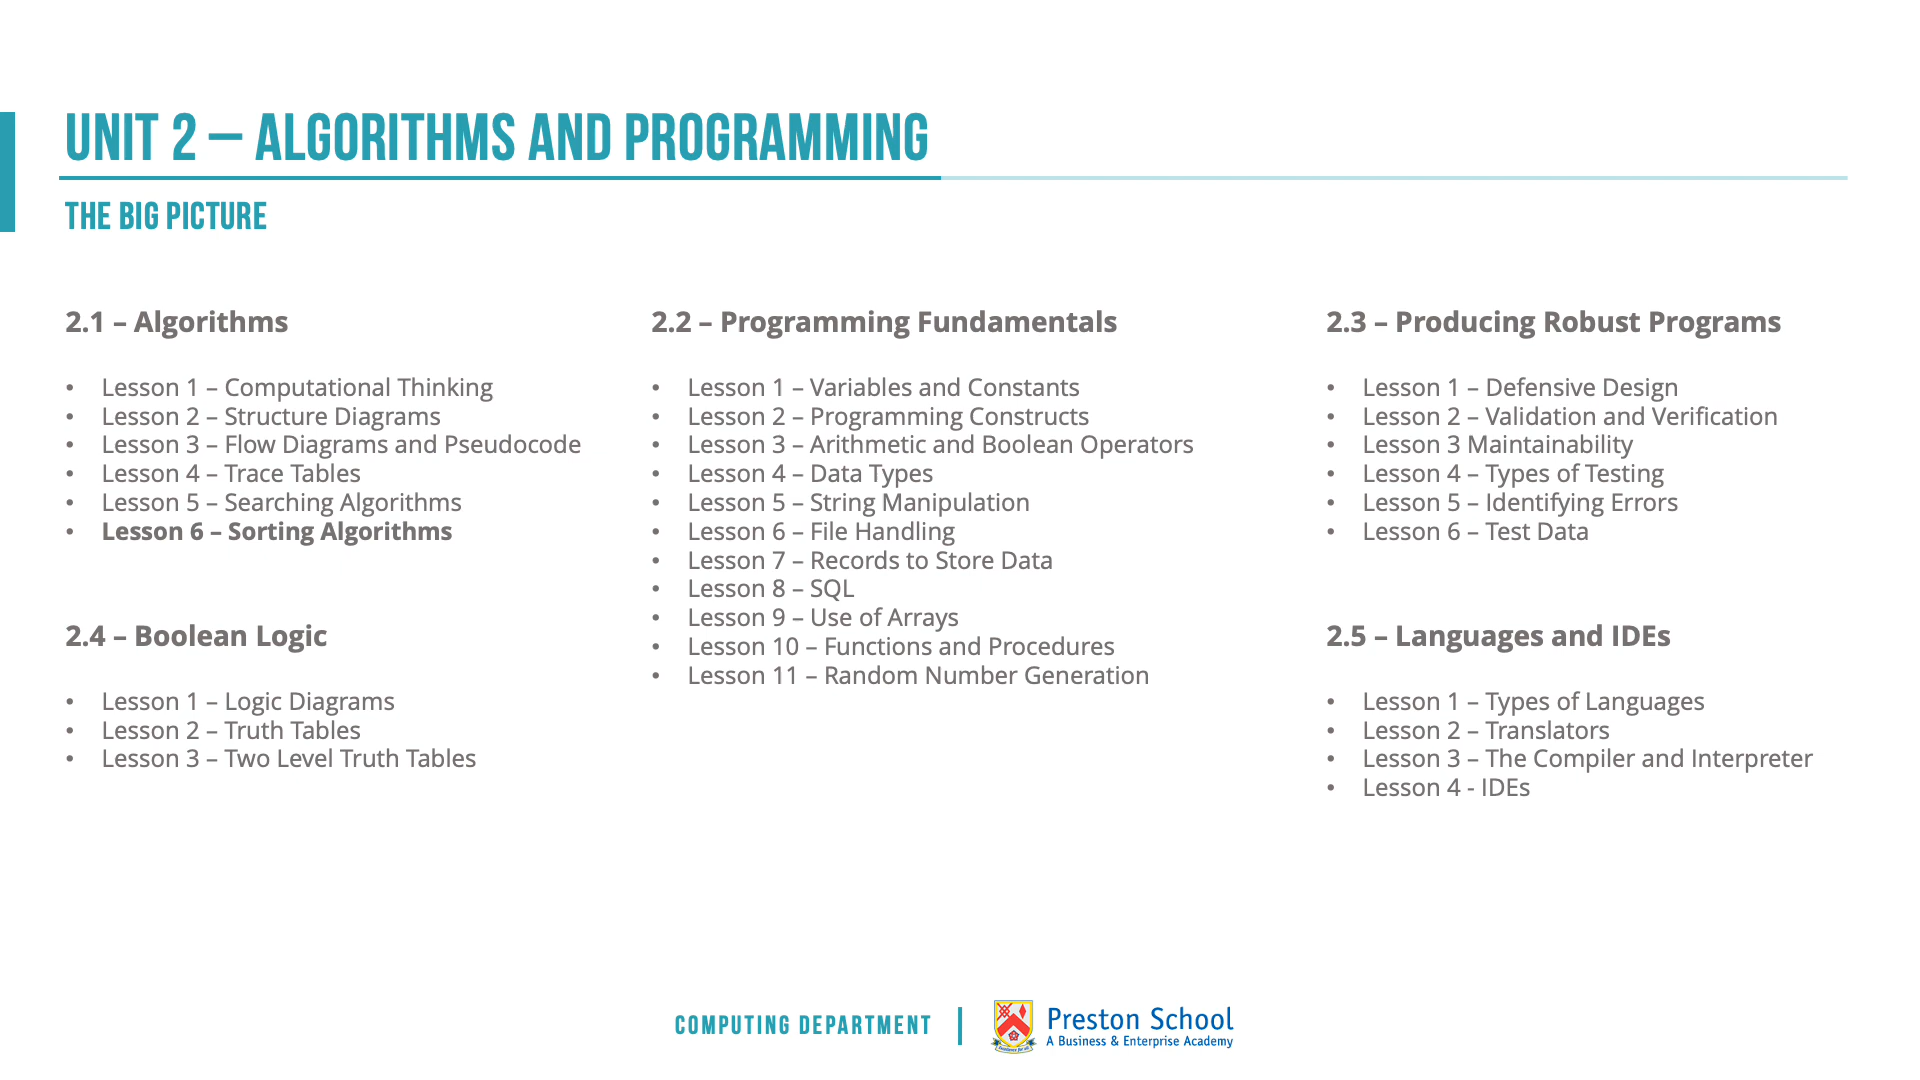 UNIT 2 – ALGORITHMS AND PROGRAMMING
THE BIG PICTURE
2.1 – Algorithms
• Lesson 1 – Computational Thinking
• Lesson 2 – Structure Diagrams
• Lesson 3 – Flow Diagrams and Pseudocode
• Lesson 4 – Trace Tables
• Lesson 5 – Searching Algorithms
• Lesson 6 – Sorting Algorithms
2.4 – Boolean Logic
• Lesson 1 – Logic Diagrams
• Lesson 2 – Truth Tables
• Lesson 3 – Two Level Truth Tables
2.2 – Programming Fundamentals
• Lesson 1 – Variables and Constants
• Lesson 2 – Programming Constructs
• Lesson 3 – Arithmetic and Boolean Operators
• Lesson 4 – Data Types
• Lesson 5 – String Manipulation
• Lesson 6 – File Handling
• Lesson 7 – Records to Store Data
• Lesson 8 – SQL
• Lesson 9 – Use of Arrays
• Lesson 10 – Functions and Procedures
• Lesson 11 – Random Number Generation
2.3 – Producing Robust Programs
• Lesson 1 – Defensive Design
• Lesson 2 – Validation and Verification
• Lesson 3 Maintainability
• Lesson 4 – Types of Testing
• Lesson 5 – Identifying Errors
• Lesson 6 – Test Data
2.5 – Languages and IDEs
• Lesson 1 – Types of Languages
• Lesson 2 – Translators
• Lesson 3 – The Compiler and Interpreter
• Lesson 4 - IDEs
COMPUTING DEPARTMENT
Preston School
A Business & Enterprise Academy